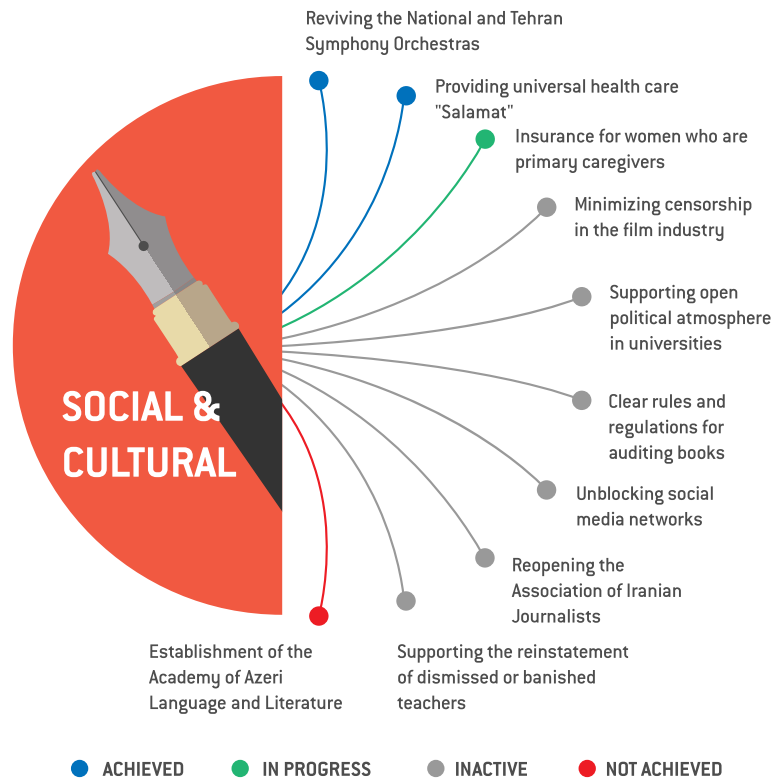 Reviving the National and Tehran
Symphony Orchestras
Providing universal health care
"Salamat"
Insurance for women who are
primary caregivers
Minimizing censorship
in the film industry
Supporting open
political atmosphere
in universities
Clear rules and
regulations for
auditing books
Unblocking social
media networks
Reopening the
Association of Iranian
Journalists
Supporting the reinstatement
of dismissed or banished
teachers
Establishment of the
Academy of Azeri
Language and Literature
SOCIAL &
CULTURAL
ACHIEVED
IN PROGRESS
INACTIVE
NOT ACHIEVED